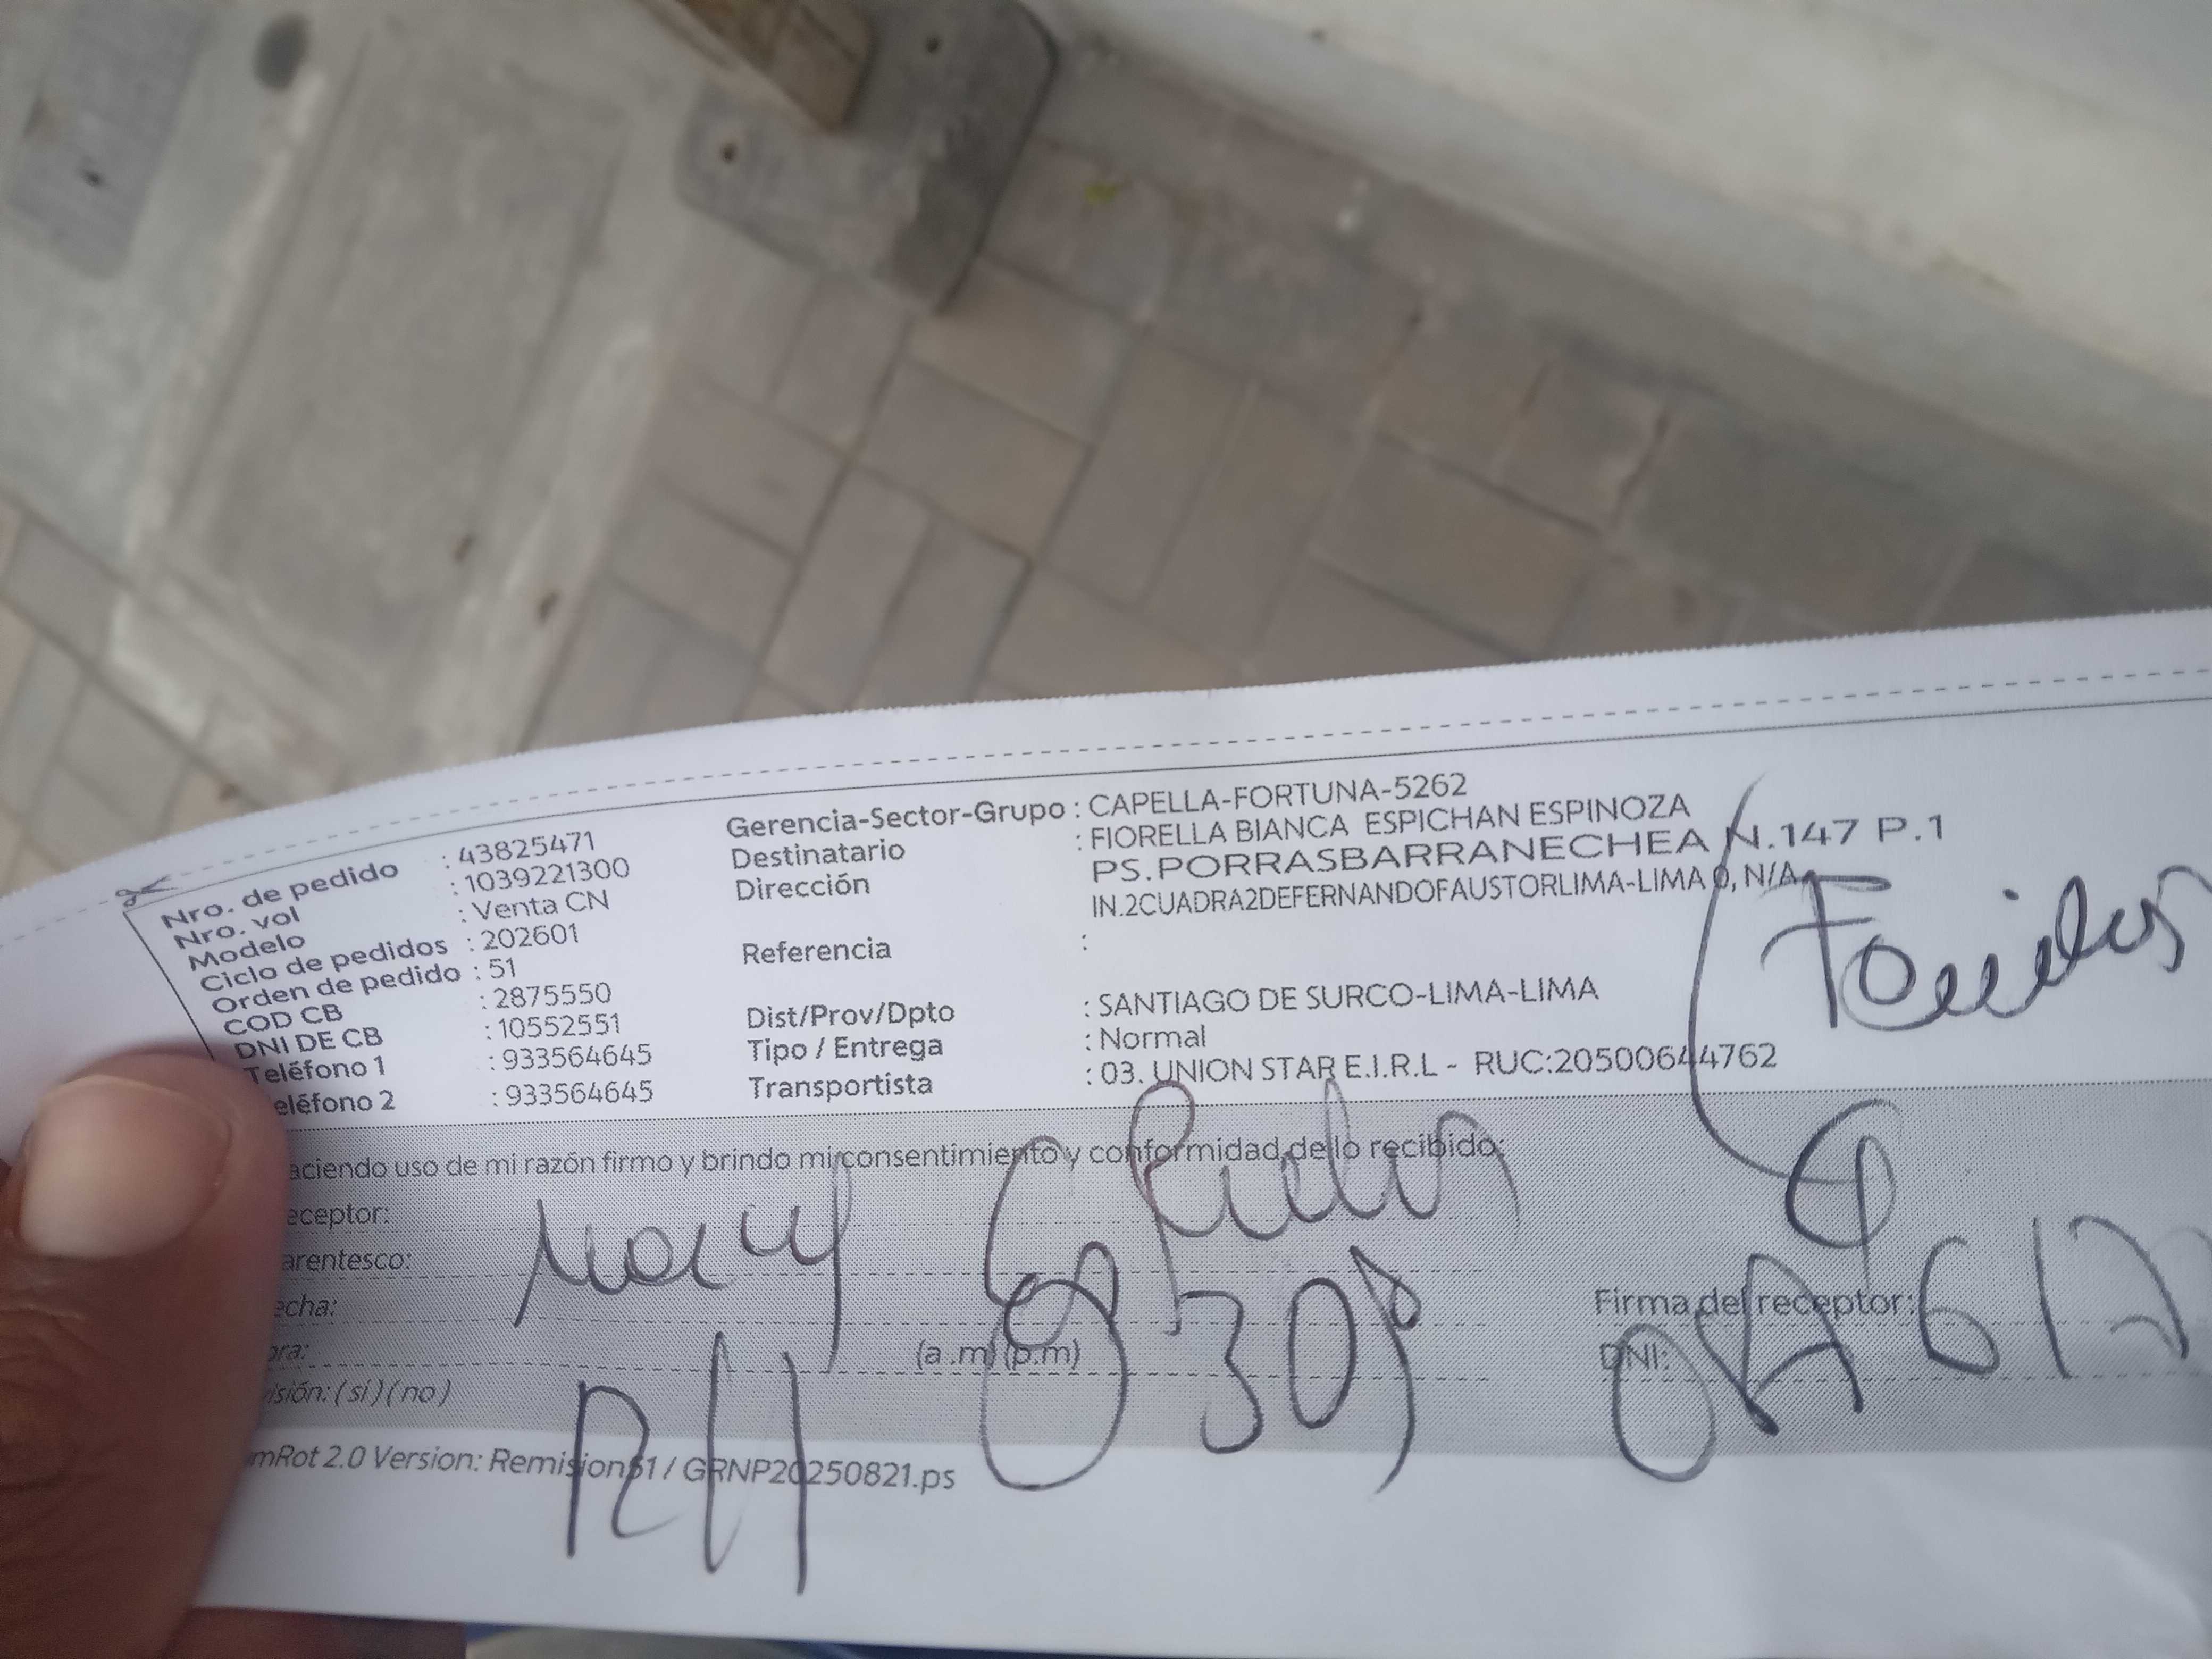 Nro. de pedido : 43825471
Nro. vol : 1039221300
Modelo : Venta CN
Ciclo de pedidos : 202601
Orden de pedido : 51
COD CB : 2875550
DNI DE CB : 10552551
Teléfono 1 : 933564645
eléfono 2 : 933564645
Gerencia-Sector-Grupo : CAPELLA-FORTUNA-5262
Destinatario : FIORELLA BIANCA ESPICHAN ESPINOZA
Dirección PS.PORRASBARRANECHEA N.147 P.1
IN.2CUADRA2DEFERNANDOFAUSTORLIMA-LIMA 0, N/A
Referencia :
Dist/Prov/Dpto : SANTIAGO DE SURCO-LIMA-LIMA
Tipo / Entrega : Normal
Transportista : 03. UNION STAR E.I.R.L - RUC:20500644762
aciendo uso de mi razón firmo y brindo mi consentimiento y conformidad de lo recibido:
eceptor:
arentesco:
echa:
ora: (a .m) (p.m)
isión: ( si ) ( no )
Firma del receptor:
DNI:
mRot 2.0 Version: Remision61 / GRNP20250821.ps